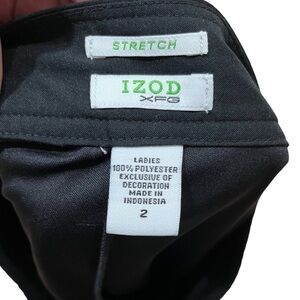 STRETCH
IZOD
XFG
LADIES
100% POLYESTER
EXCLUSIVE OF
DECORATION
MADE IN
INDONESIA
2